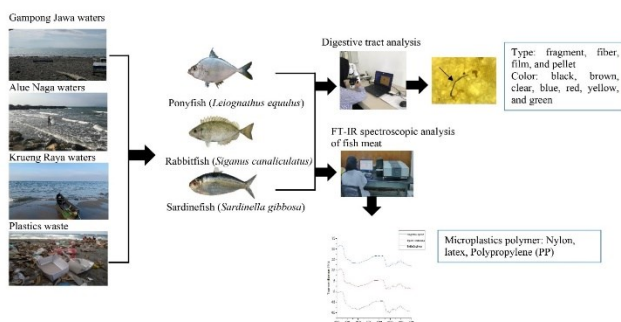 Gampong Jawa waters
Alue Naga waters
Krueng Raya waters
Plastics waste
Ponyfish (Leiognathus equulus)
Rabbitfish (Siganus canaliculatus)
Sardinefish (Sardinella gibbosa)
Digestive tract analysis
Type: fragment, fiber,
film, and pellet
Color: black, brown,
clear, blue, red, yellow,
and green
FT-IR spectroscopic analysis
of fish meat
Microplastics polymer: Nylon,
latex, Polypropylene (PP)